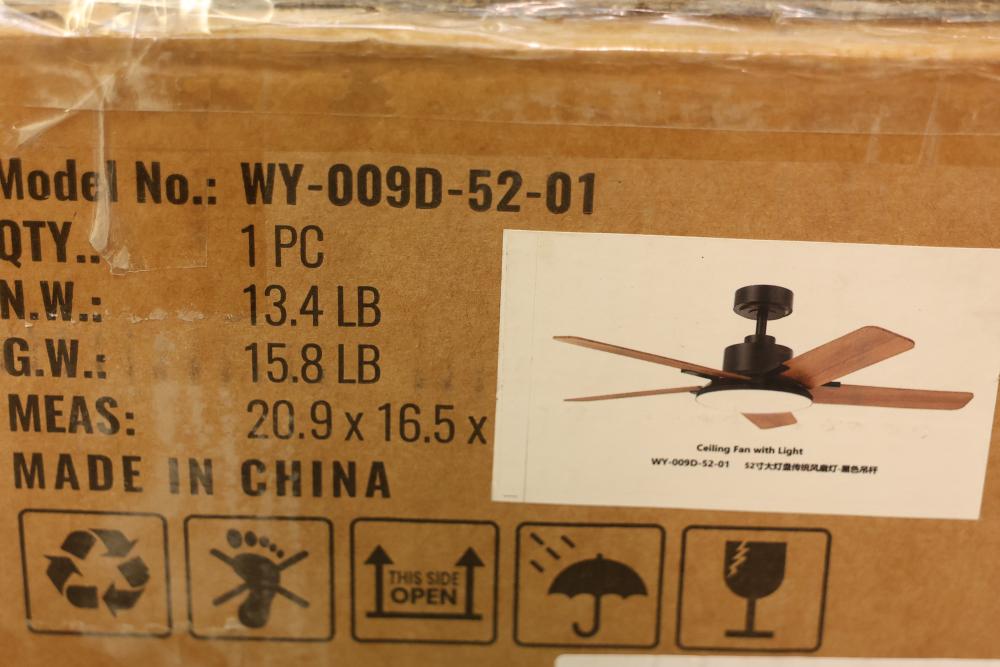 Model No.: WY-009D-52-01
QTY..: 1 PC
N.W.: 13.4 LB
G.W.: 15.8 LB
MEAS: 20.9 x 16.5 x
MADE IN CHINA
Ceiling Fan with Light
WY-009D-52-01 52寸大灯盘传统风扇灯-黑色吊杆
THIS SIDE
OPEN